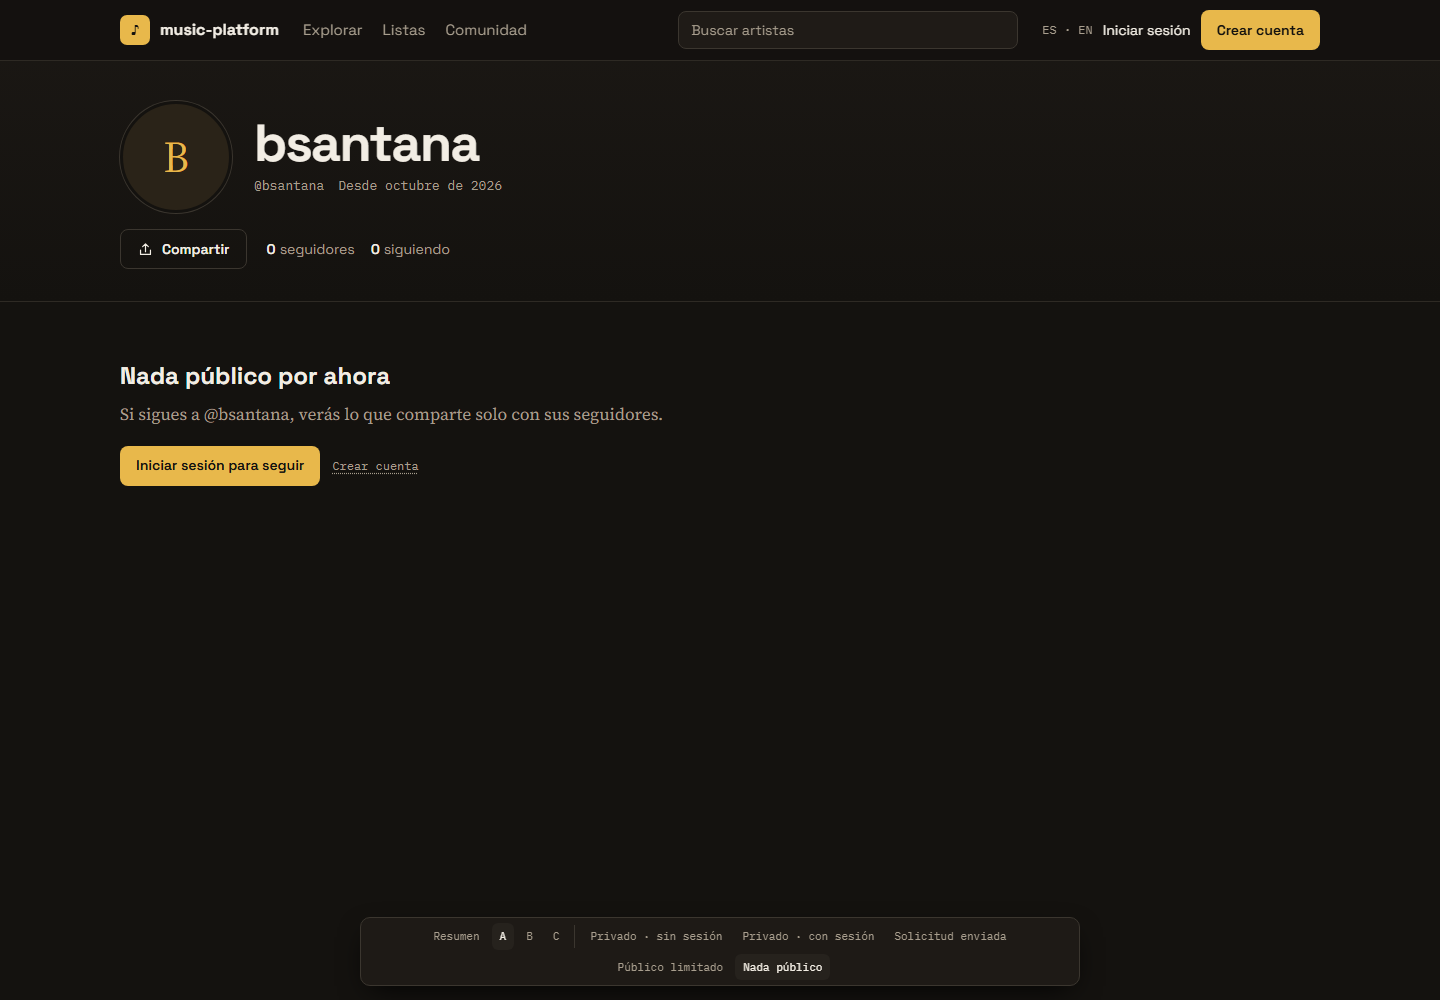 ♪ music-platform Explorar Listas Comunidad Buscar artistas ES · EN Iniciar sesión Crear cuenta
B
bsantana
@bsantana Desde octubre de 2026
Compartir 0 seguidores 0 siguiendo
Nada público por ahora
Si sigues a @bsantana, verás lo que comparte solo con sus seguidores.
Iniciar sesión para seguir Crear cuenta
Resumen A B C Privado · sin sesión Privado · con sesión Solicitud enviada
Público limitado Nada público